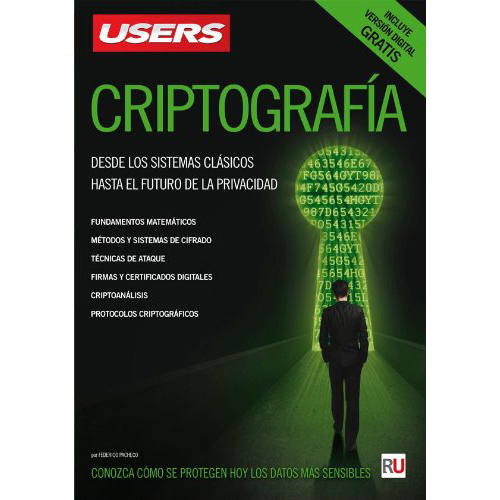 USERS
INCLUYE
VERSIÓN DIGITAL
GRATIS
CRIPTOGRAFÍA
DESDE LOS SISTEMAS CLÁSICOS
HASTA EL FUTURO DE LA PRIVACIDAD
FUNDAMENTOS MATEMÁTICOS
MÉTODOS Y SISTEMAS DE CIFRADO
TÉCNICAS DE ATAQUE
FIRMAS Y CERTIFICADOS DIGITALES
CRIPTOANÁLISIS
PROTOCOLOS CRIPTOGRÁFICOS
por FEDERICO PACHECO
CONOZCA CÓMO SE PROTEGEN HOY LOS DATOS MÁS SENSIBLES
RU